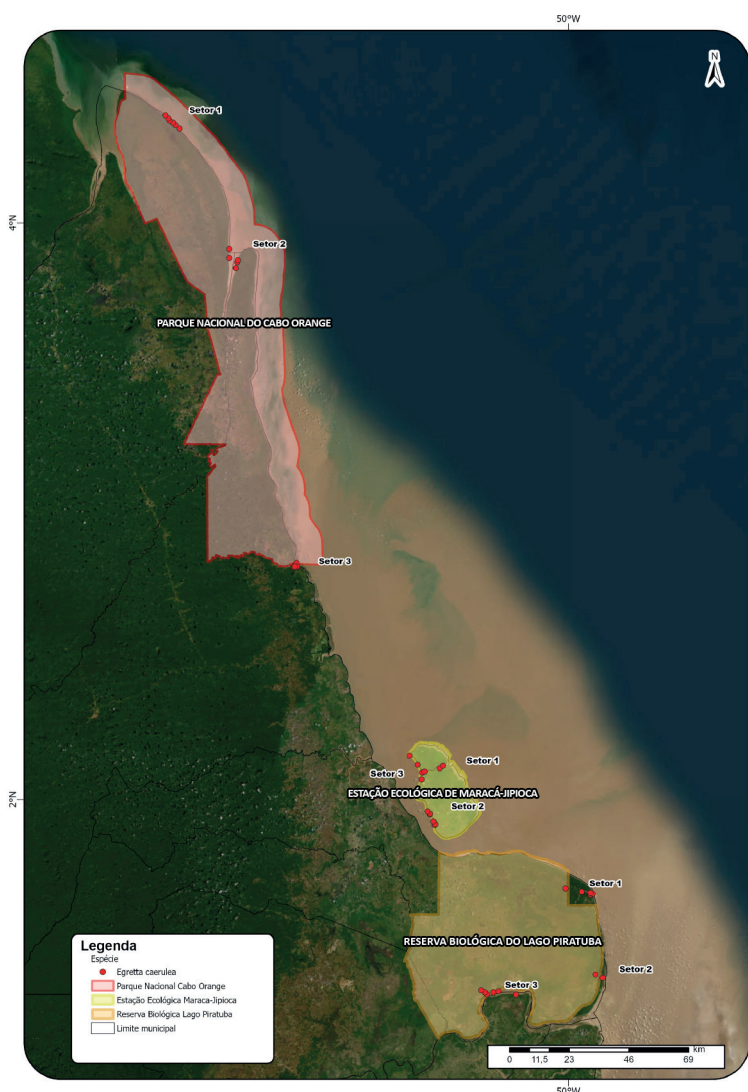 50°W
N
Setor 1
4°N
Setor 2
PARQUE NACIONAL DO CABO ORANGE
Setor 3
Setor 1
Setor 3
ESTAÇÃO ECOLÓGICA DE MARACÁ-JIPIOCA
2°N
Setor 2
Setor 1
RESERVA BIOLÓGICA DO LAGO PIRATUBA
Setor 2
Setor 3
Legenda
Espécie
Egretta caerulea
Parque Nacional Cabo Orange
Estação Ecológica Maraca-Jipioca
Reserva Biológica Lago Piratuba
Limite municipal
km
0 11,5 23 46 69
50°W